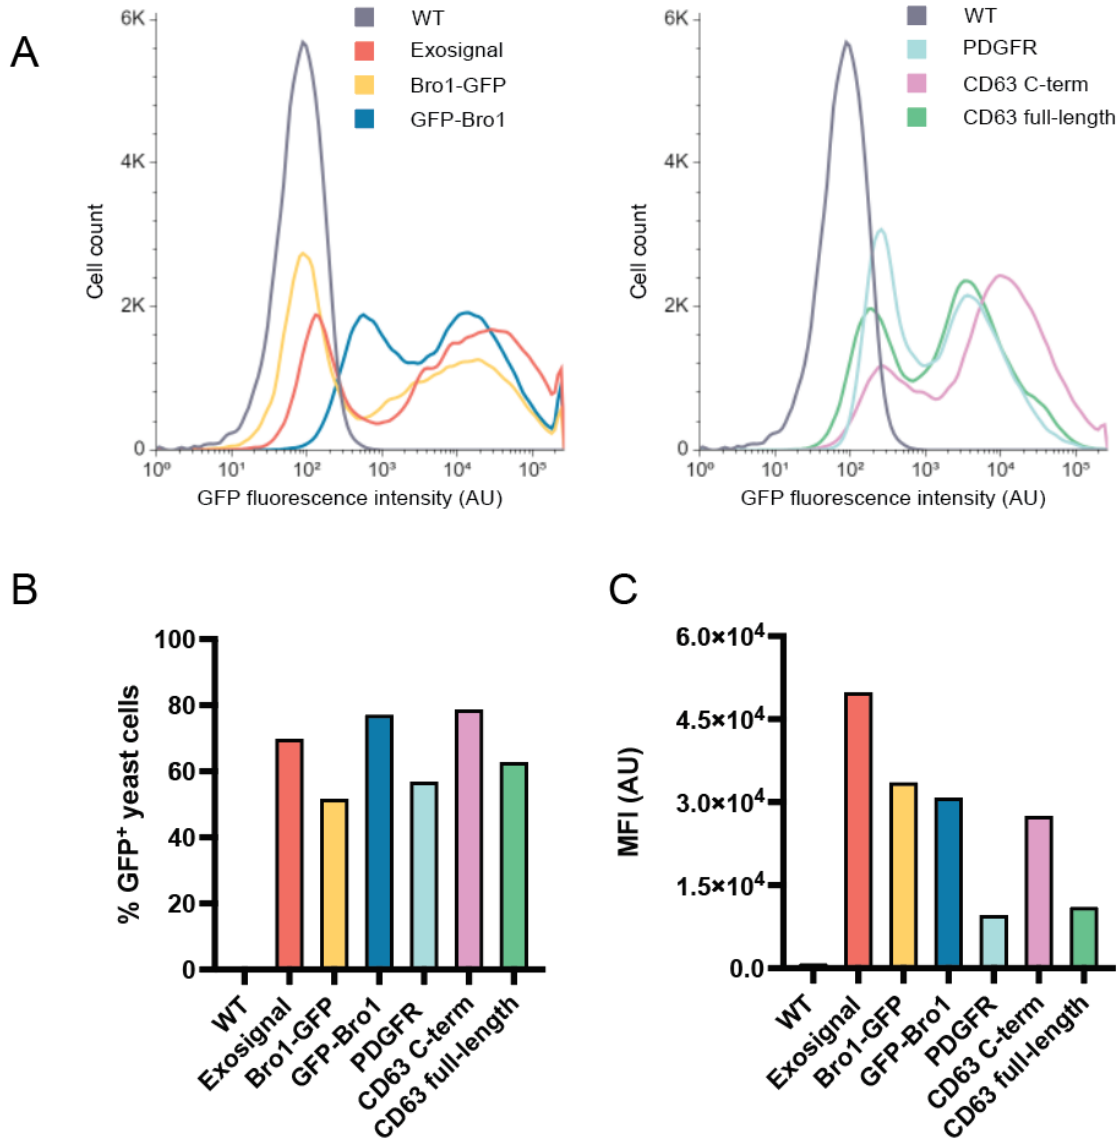 A
6K
4K
2K
0
Cell count
10⁰
10¹
10²
10³
10⁴
10⁵
GFP fluorescence intensity (AU)
WT
Exosignal
Bro1-GFP
GFP-Bro1
6K
4K
2K
0
Cell count
10⁰
10¹
10²
10³
10⁴
10⁵
GFP fluorescence intensity (AU)
WT
PDGFR
CD63 C-term
CD63 full-length
B
100
80
60
40
20
0
% GFP⁺ yeast cells
WT
Exosignal
Bro1-GFP
GFP-Bro1
PDGFR
CD63 C-term
CD63 full-length
C
6.0×10⁴
4.5×10⁴
3.0×10⁴
1.5×10⁴
0.0
MFI (AU)
WT
Exosignal
Bro1-GFP
GFP-Bro1
PDGFR
CD63 C-term
CD63 full-length